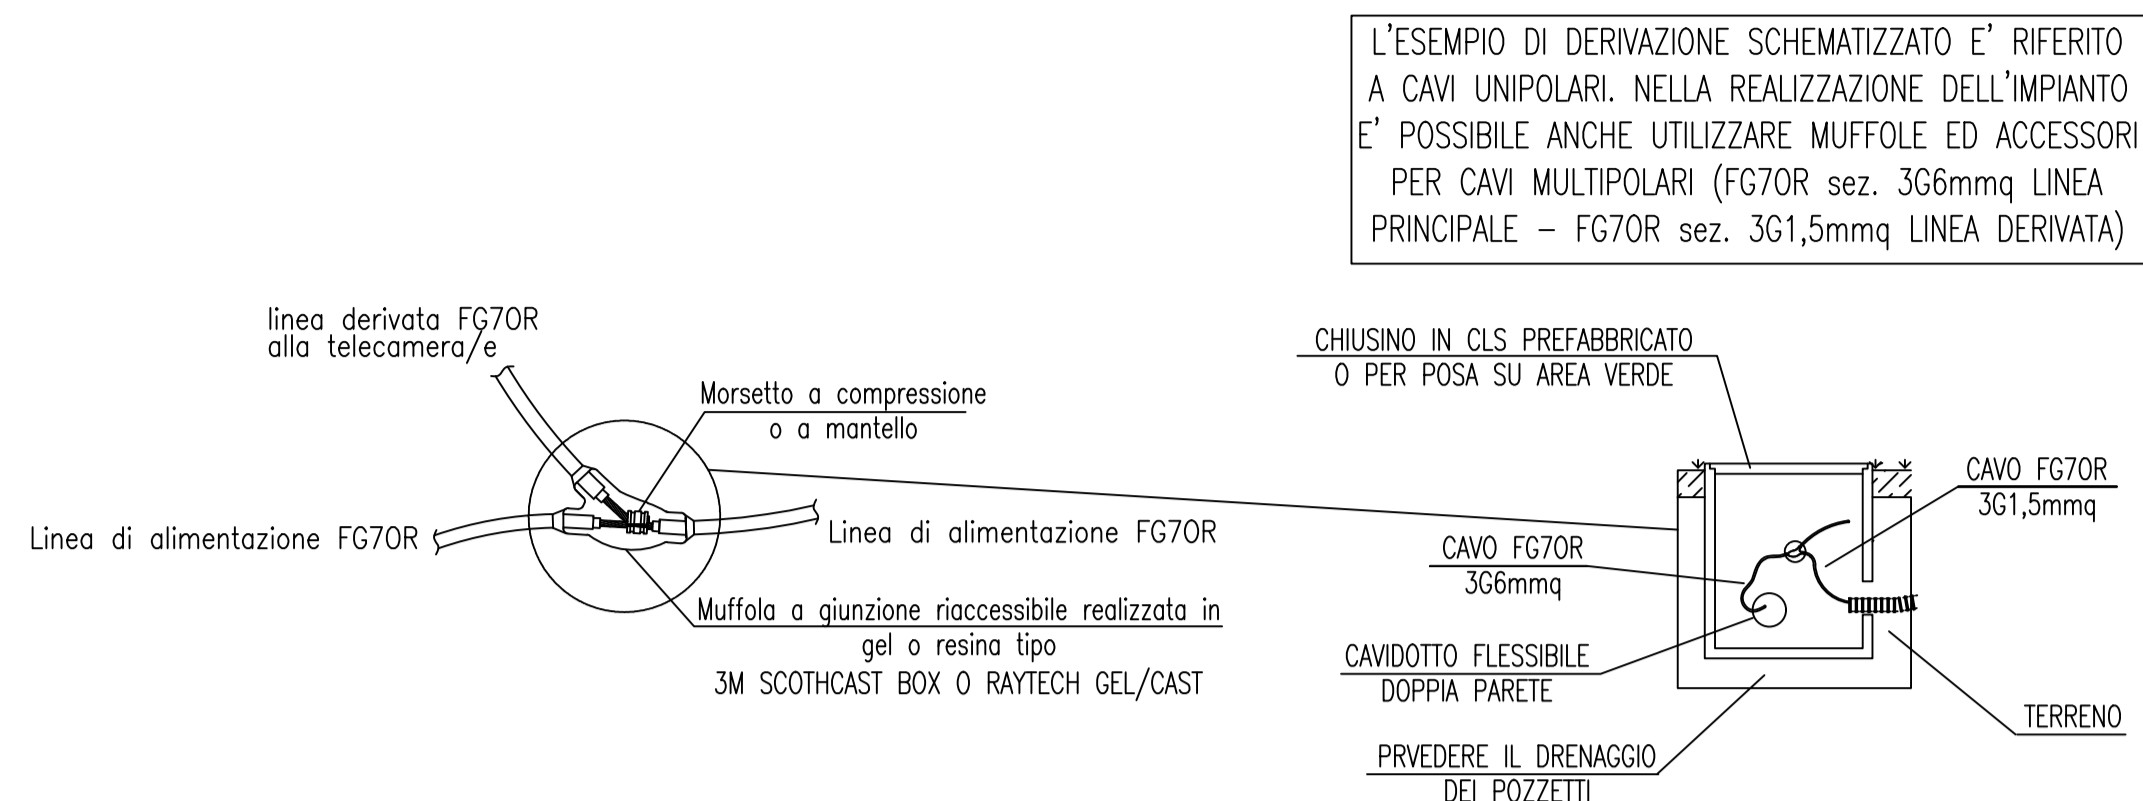 L'ESEMPIO DI DERIVAZIONE SCHEMATIZZATO E' RIFERITO
A CAVI UNIPOLARI. NELLA REALIZZAZIONE DELL'IMPIANTO
E' POSSIBILE ANCHE UTILIZZARE MUFFOLE ED ACCESSORI
PER CAVI MULTIPOLARI (FG7OR sez. 3G6mmq LINEA
PRINCIPALE – FG7OR sez. 3G1,5mmq LINEA DERIVATA)
linea derivata FG7OR
alla telecamera/e
Morsetto a compressione
o a mantello
Linea di alimentazione FG7OR
Linea di alimentazione FG7OR
Muffola a giunzione riaccessibile realizzata in
gel o resina tipo
3M SCOTHCAST BOX O RAYTECH GEL/CAST
CHIUSINO IN CLS PREFABBRICATO
O PER POSA SU AREA VERDE
CAVO FG7OR
3G1,5mmq
CAVO FG7OR
3G6mmq
CAVIDOTTO FLESSIBILE
DOPPIA PARETE
TERRENO
PRVEDERE IL DRENAGGIO
DEI POZZETTI